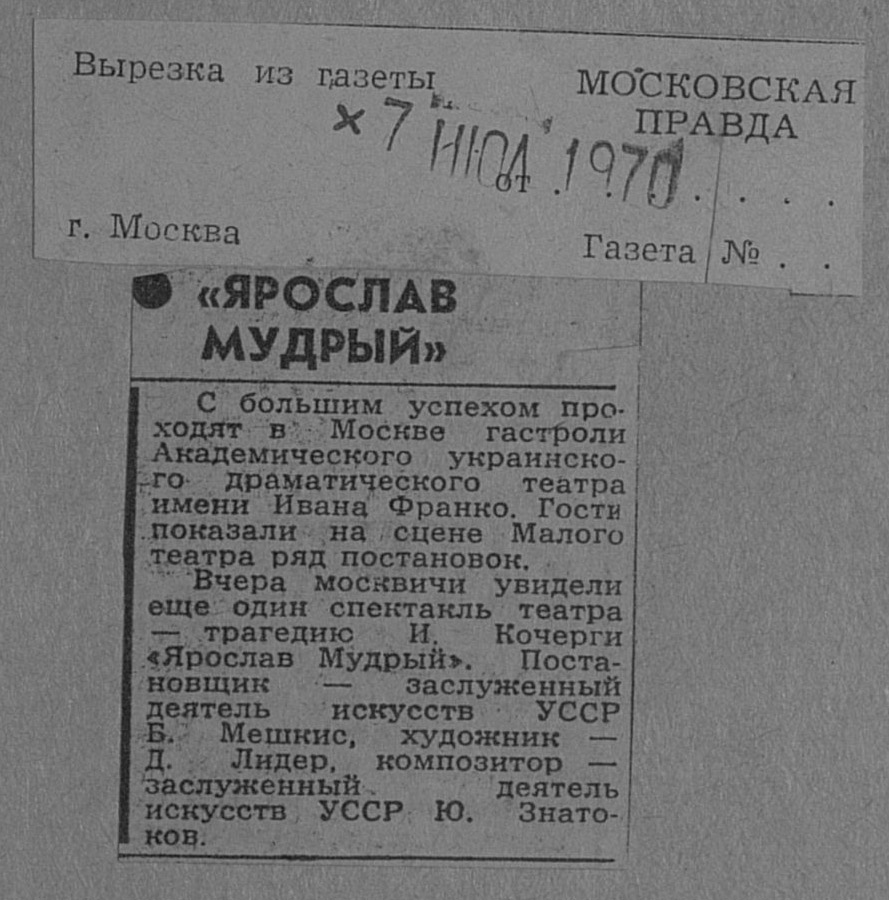 Вырезка из газеты
МОСКОВСКАЯ
ПРАВДА
7 ИЮЛ 1970
от . . . . . . .
г. Москва
Газета № . .
● «ЯРОСЛАВ
МУДРЫЙ»
С большим успехом про-
ходят в Москве гастроли
Академического украинско-
го драматического театра
имени Ивана Франко. Гости
показали на сцене Малого
театра ряд постановок.
Вчера москвичи увидели
еще один спектакль театра
— трагедию И. Кочерги
«Ярослав Мудрый». Поста-
новщик — заслуженный
деятель искусств УССР
Б. Мешкис, художник —
Д. Лидер, композитор —
заслуженный деятель
искусств УССР Ю. Знато-
ков.